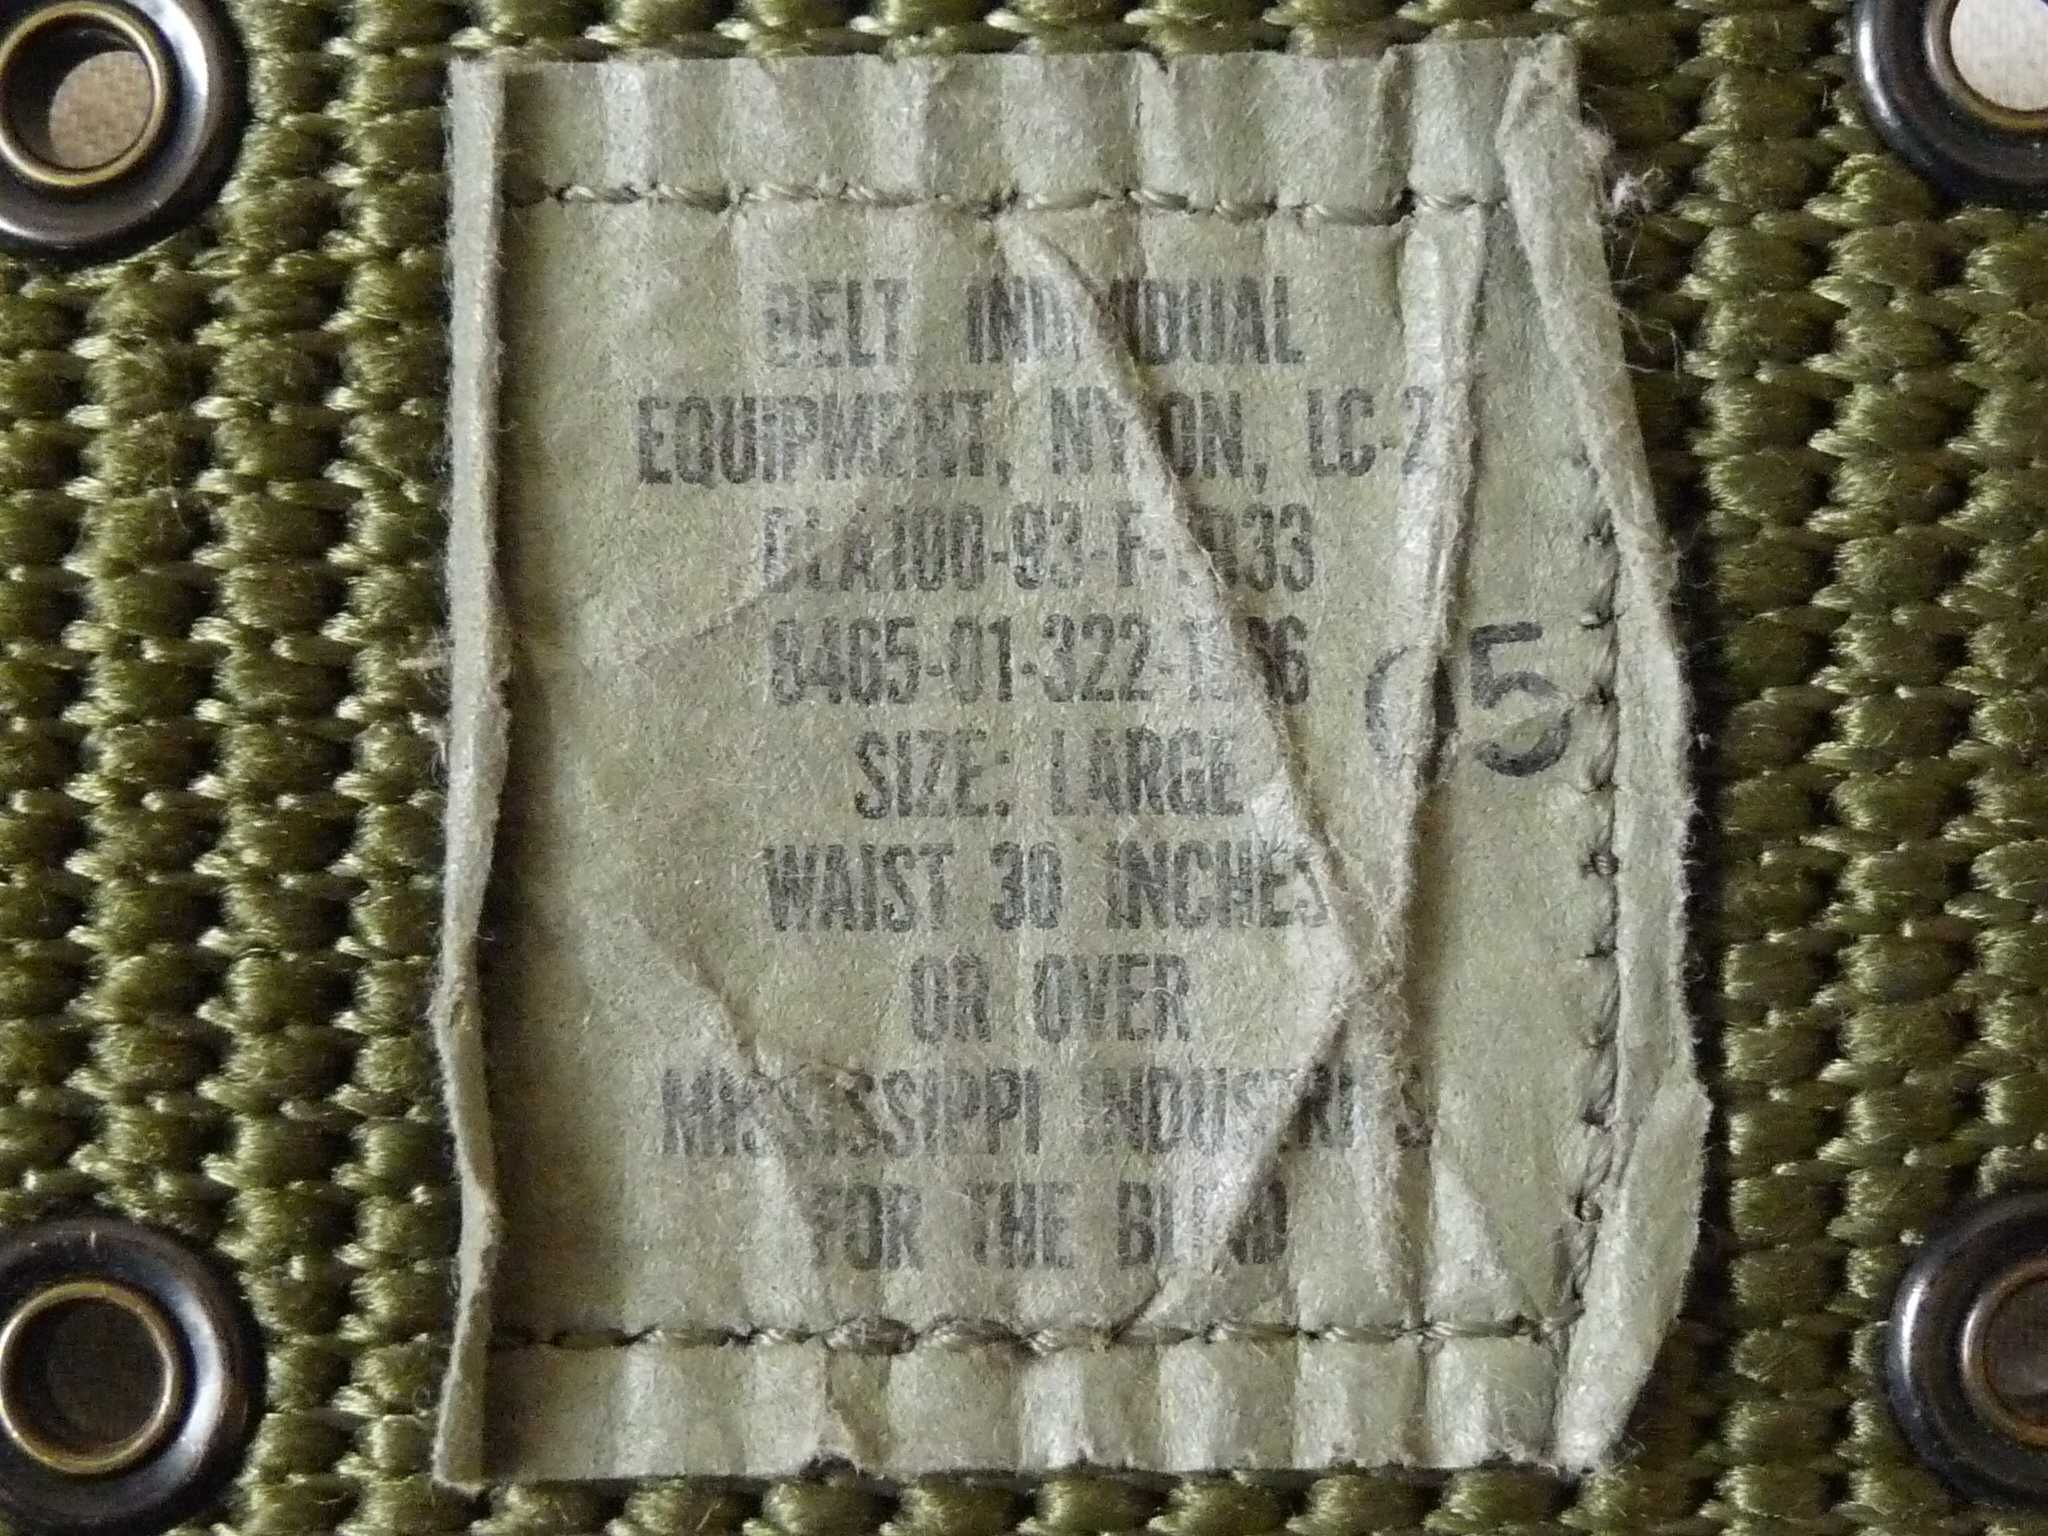 BELT INDIVIDUAL
EQUIPMENT, NYLON, LC-2
SIZE: LARGE
WAIST 30 INCHES
OR OVER
MISSISSIPPI INDUSTRIES
FOR THE BLIND